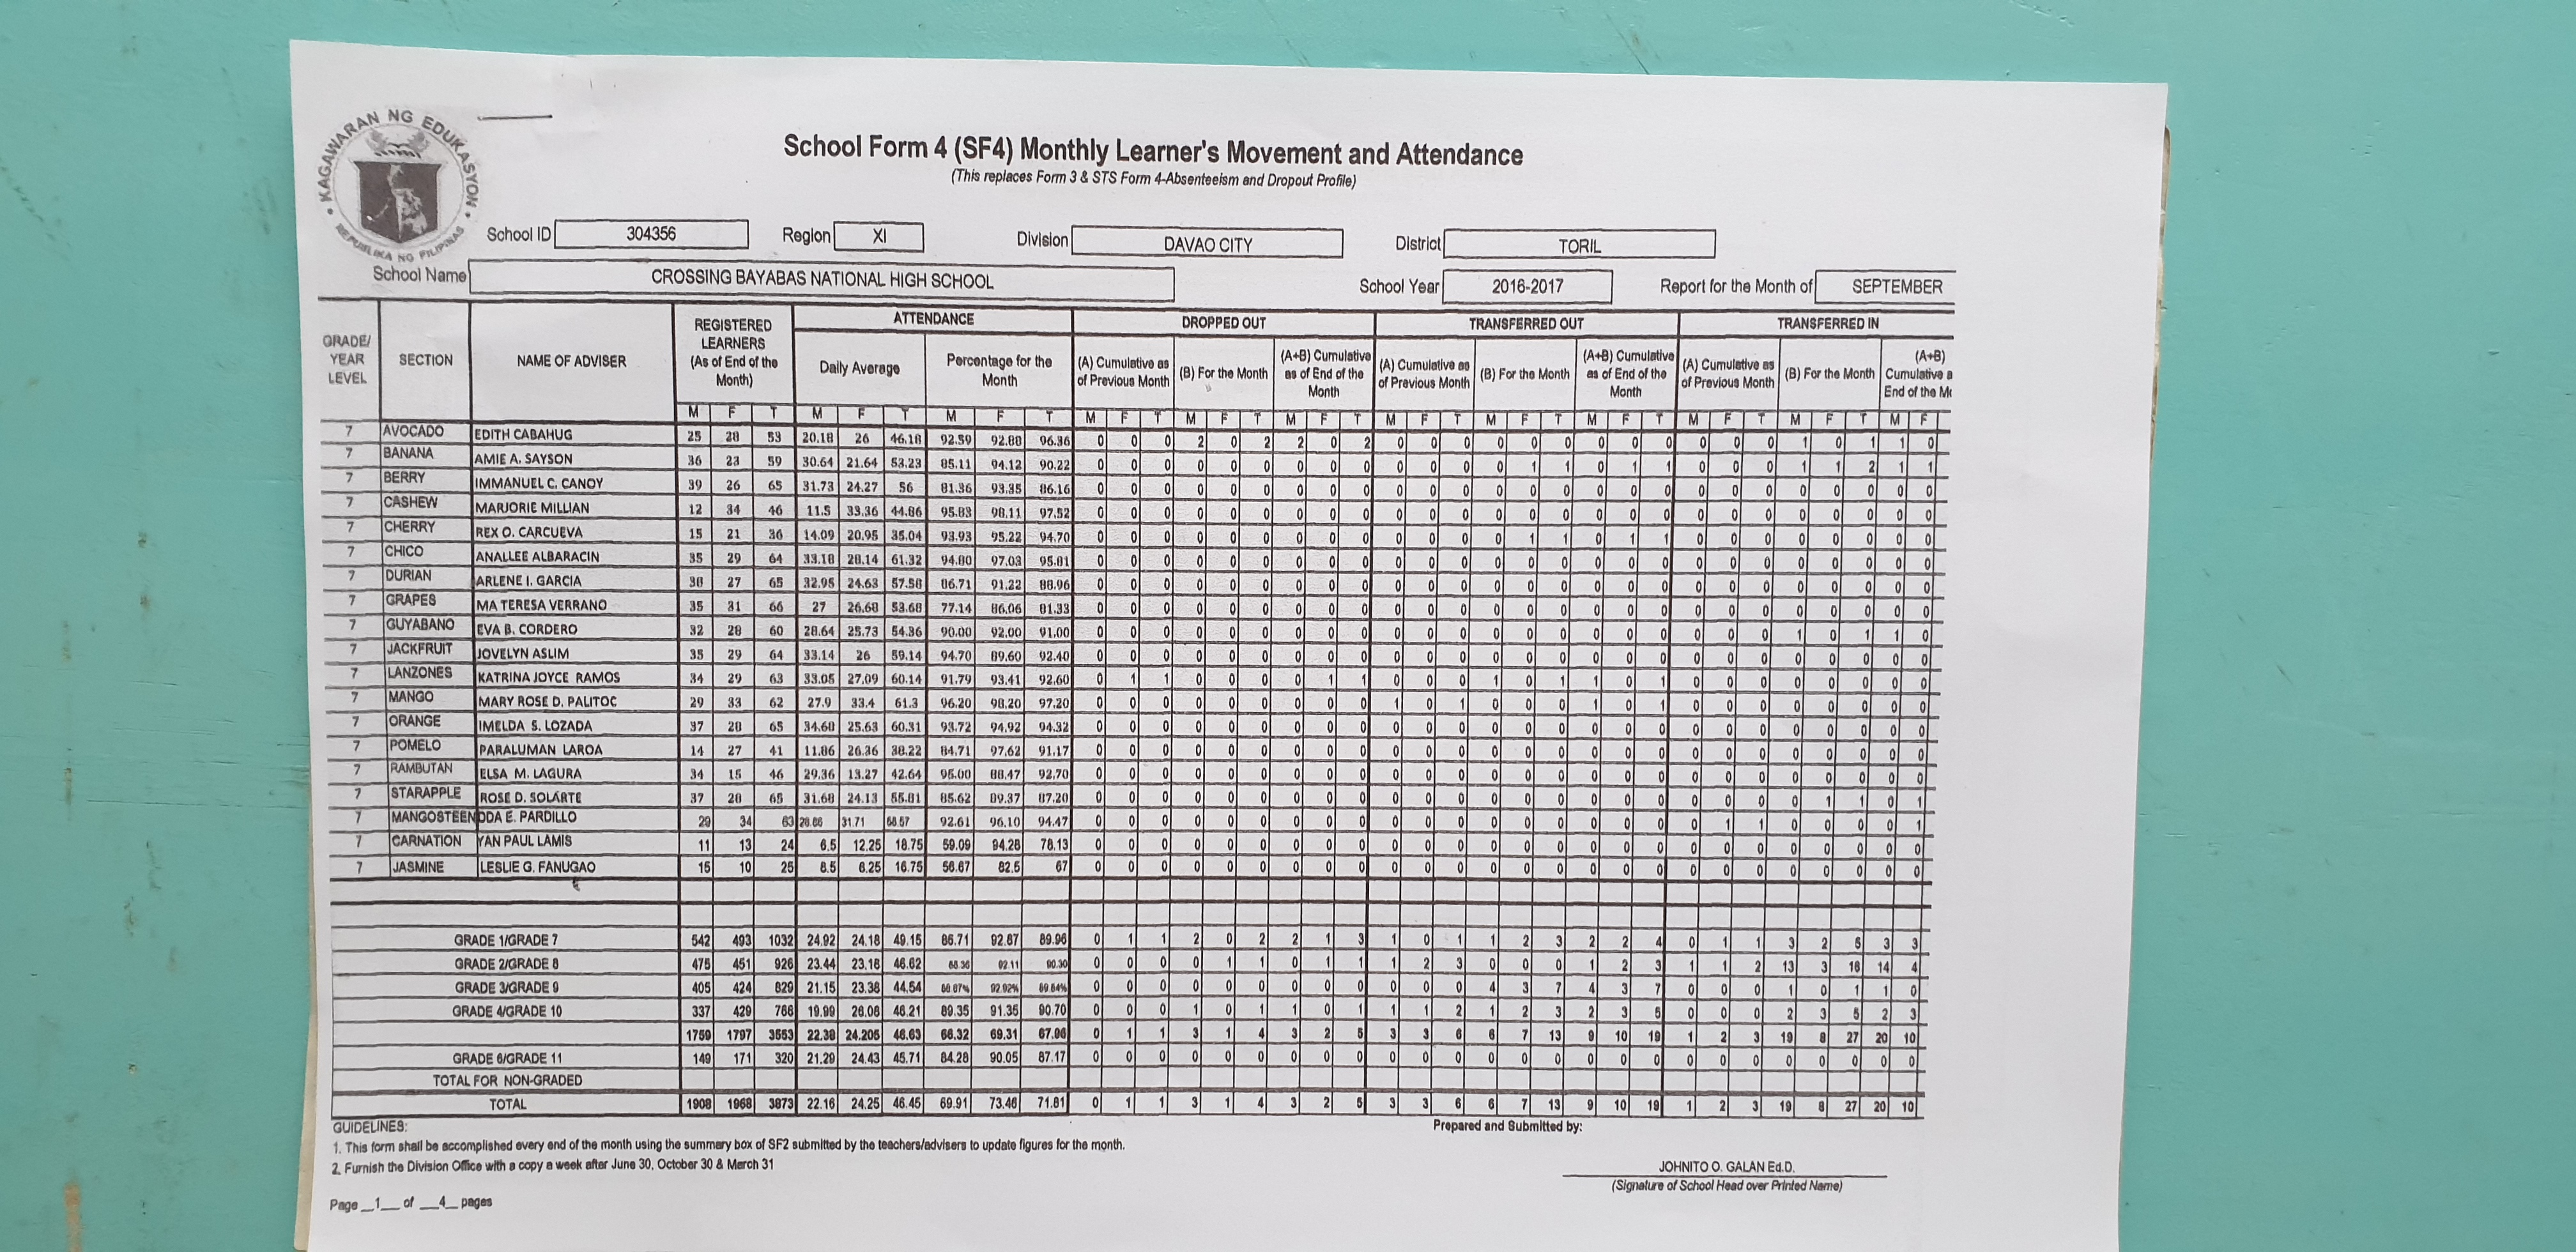 KAGAWARAN NG EDUKASYON
REPUBLIKA NG PILIPINAS
School Form 4 (SF4) Monthly Learner's Movement and Attendance
(This replaces Form 3 & STS Form 4-Absenteeism and Dropout Profile)
School ID 304356 Region XI Division DAVAO CITY District TORIL
School Name CROSSING BAYABAS NATIONAL HIGH SCHOOL School Year 2016-2017 Report for the Month of SEPTEMBER
GRADE/ YEAR LEVEL SECTION NAME OF ADVISER REGISTERED LEARNERS (As of End of the Month) ATTENDANCE DROPPED OUT TRANSFERRED OUT TRANSFERRED IN
Daily Average Percentage for the Month (A) Cumulative as of Previous Month (B) For the Month (A+B) Cumulative as of End of the Month (A) Cumulative as of Previous Month (B) For the Month (A+B) Cumulative as of End of the Month (A) Cumulative as of Previous Month (B) For the Month (A+B) Cumulative a End of the M
M F T M F T M F T M F T M F T M F T M F T M F T M F T M F T M F T M F
7 AVOCADO EDITH CABAHUG 25 28 53 20.18 26 46.18 92.59 92.88 96.36 0 0 0 2 0 2 2 0 2 0 0 0 0 0 0 0 0 0 0 0 0 1 0 1 1 0
7 BANANA AMIE A. SAYSON 36 23 59 30.64 21.64 53.23 85.11 94.12 90.22 0 0 0 0 0 0 0 0 0 0 0 0 0 1 1 0 1 1 0 0 0 1 1 2 1 1
7 BERRY IMMANUEL C. CANOY 39 26 65 31.73 24.27 56 81.36 93.35 86.16 0 0 0 0 0 0 0 0 0 0 0 0 0 0 0 0 0 0 0 0 0 0 0 0 0 0
7 CASHEW MARJORIE MILLIAN 12 34 46 11.5 33.36 44.86 95.83 98.11 97.52 0 0 0 0 0 0 0 0 0 0 0 0 0 0 0 0 0 0 0 0 0 0 0 0 0 0
7 CHERRY REX O. CARCUEVA 15 21 36 14.09 20.95 35.04 93.93 95.22 94.70 0 0 0 0 0 0 0 0 0 0 0 0 0 1 1 0 1 1 0 0 0 0 0 0 0 0
7 CHICO ANALLEE ALBARACIN 35 29 64 33.18 28.14 61.32 94.80 97.03 95.81 0 0 0 0 0 0 0 0 0 0 0 0 0 0 0 0 0 0 0 0 0 0 0 0 0 0
7 DURIAN ARLENE I. GARCIA 38 27 65 32.95 24.63 57.58 86.71 91.22 88.96 0 0 0 0 0 0 0 0 0 0 0 0 0 0 0 0 0 0 0 0 0 0 0 0 0 0
7 GRAPES MA TERESA VERRANO 35 31 66 27 26.68 53.68 77.14 86.06 81.33 0 0 0 0 0 0 0 0 0 0 0 0 0 0 0 0 0 0 0 0 0 0 0 0 0 0
7 GUYABANO EVA B. CORDERO 32 28 60 28.64 25.73 54.36 90.00 92.00 91.00 0 0 0 0 0 0 0 0 0 0 0 0 0 0 0 0 0 0 0 0 0 1 0 1 1 0
7 JACKFRUIT JOVELYN ASLIM 35 29 64 33.14 26 59.14 94.70 89.60 92.40 0 0 0 0 0 0 0 0 0 0 0 0 0 0 0 0 0 0 0 0 0 0 0 0 0 0
7 LANZONES KATRINA JOYCE RAMOS 34 29 63 33.05 27.09 60.14 91.79 93.41 92.60 0 1 1 0 0 0 0 1 1 0 0 0 1 0 1 1 0 1 0 0 0 0 0 0 0 0
7 MANGO MARY ROSE D. PALITOC 29 33 62 27.9 33.4 61.3 96.20 98.20 97.20 0 0 0 0 0 0 0 0 0 1 0 1 0 0 0 1 0 1 0 0 0 0 0 0 0 0
7 ORANGE IMELDA S. LOZADA 37 28 65 34.68 25.63 60.31 93.72 94.92 94.32 0 0 0 0 0 0 0 0 0 0 0 0 0 0 0 0 0 0 0 0 0 0 0 0 0 0
7 POMELO PARALUMAN LAROA 14 27 41 11.86 26.36 38.22 84.71 97.62 91.17 0 0 0 0 0 0 0 0 0 0 0 0 0 0 0 0 0 0 0 0 0 0 0 0 0 0
7 RAMBUTAN ELSA M. LAGURA 34 15 46 29.36 13.27 42.64 95.00 88.47 92.70 0 0 0 0 0 0 0 0 0 0 0 0 0 0 0 0 0 0 0 0 0 0 0 0 0 0
7 STARAPPLE ROSE D. SOLARTE 37 28 65 31.68 24.13 55.81 85.62 89.37 87.20 0 0 0 0 0 0 0 0 0 0 0 0 0 0 0 0 0 0 0 0 0 0 1 1 0 1
7 MANGOSTEEN DDA E. PARDILLO 29 34 63 26.86 31.71 58.57 92.61 96.10 94.47 0 0 0 0 0 0 0 0 0 0 0 0 0 0 0 0 0 0 0 1 1 0 0 0 0 1
7 CARNATION YAN PAUL LAMIS 11 13 24 6.5 12.25 18.75 59.09 94.28 78.13 0 0 0 0 0 0 0 0 0 0 0 0 0 0 0 0 0 0 0 0 0 0 0 0 0 0
7 JASMINE LESLIE G. FANUGAO 15 10 25 8.5 8.25 16.75 56.67 82.5 67 0 0 0 0 0 0 0 0 0 0 0 0 0 0 0 0 0 0 0 0 0 0 0 0 0 0
GRADE 1/GRADE 7 542 493 1032 24.92 24.18 49.15 86.71 92.87 89.96 0 1 1 2 0 2 2 1 3 1 0 1 1 2 3 2 2 4 0 1 1 3 2 5 3 3
GRADE 2/GRADE 8 475 451 926 23.44 23.18 46.62 88.38 92.11 90.30 0 0 0 0 1 1 0 1 1 1 2 3 0 0 0 1 2 3 1 1 2 13 3 16 14 4
GRADE 3/GRADE 9 405 424 829 21.15 23.38 44.54 92.92% 89.84% 0 0 0 0 0 0 0 0 0 0 0 0 4 3 7 4 3 7 0 0 0 1 0 1 1 0
GRADE 4/GRADE 10 337 429 766 19.99 26.08 46.21 89.35 91.35 90.70 0 0 0 1 0 1 1 0 1 1 1 2 1 2 3 2 3 5 0 0 0 2 3 5 2 3
1759 1797 3553 22.38 24.205 46.63 66.32 69.31 67.96 0 1 1 3 1 4 3 2 5 3 3 6 6 7 13 9 10 19 1 2 3 19 8 27 20 10
GRADE 6/GRADE 11 149 171 320 21.29 24.43 45.71 84.28 90.05 87.17 0 0 0 0 0 0 0 0 0 0 0 0 0 0 0 0 0 0 0 0 0 0 0 0 0 0
TOTAL FOR NON-GRADED
TOTAL 1908 1968 3873 22.16 24.25 46.45 69.91 73.46 71.81 0 1 1 3 1 4 3 2 5 3 3 6 6 7 13 9 10 19 1 2 3 19 8 27 20 10
GUIDELINES:
1. This form shall be accomplished every end of the month using the summary box of SF2 submitted by the teachers/advisers to update figures for the month.
2. Furnish the Division Office with a copy a week after June 30, October 30 & March 31
Prepared and Submitted by:
JOHNITO O. GALAN Ed.D.
(Signature of School Head over Printed Name)
Page __1__ of __4__ pages